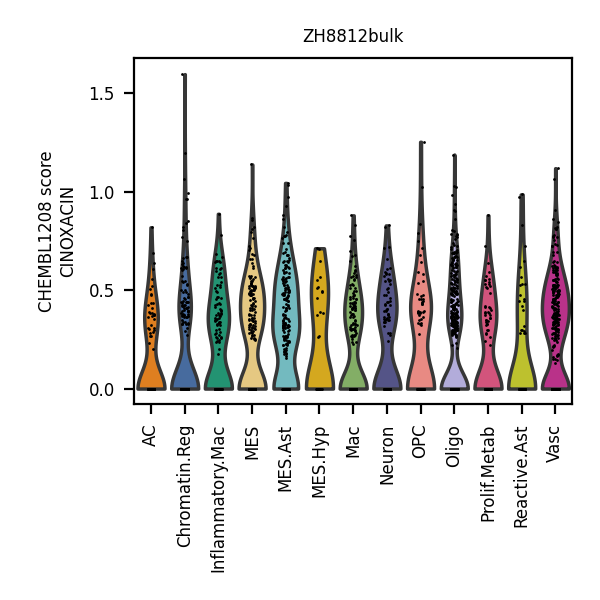 ZH8812bulk
CHEMBL1208 score
CINOXACIN
1.5
1.0
0.5
0.0
AC
Chromatin.Reg
Inflammatory.Mac
MES
MES.Ast
MES.Hyp
Mac
Neuron
OPC
Oligo
Prolif.Metab
Reactive.Ast
Vasc